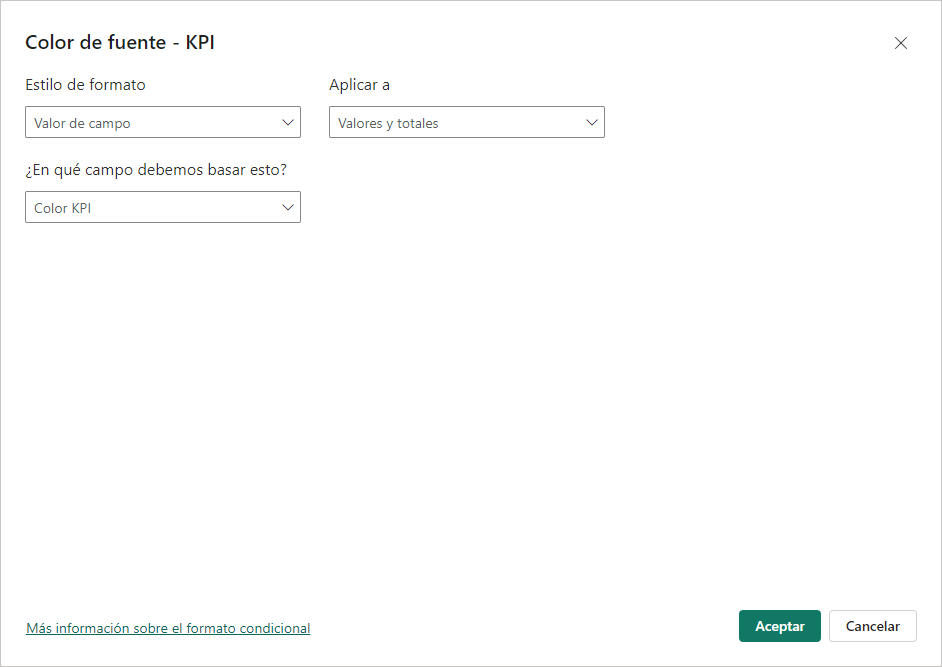 Color de fuente - KPI
Estilo de formato
Aplicar a
Valor de campo
Valores y totales
¿En qué campo debemos basar esto?
Color KPI
Más información sobre el formato condicional
Aceptar
Cancelar